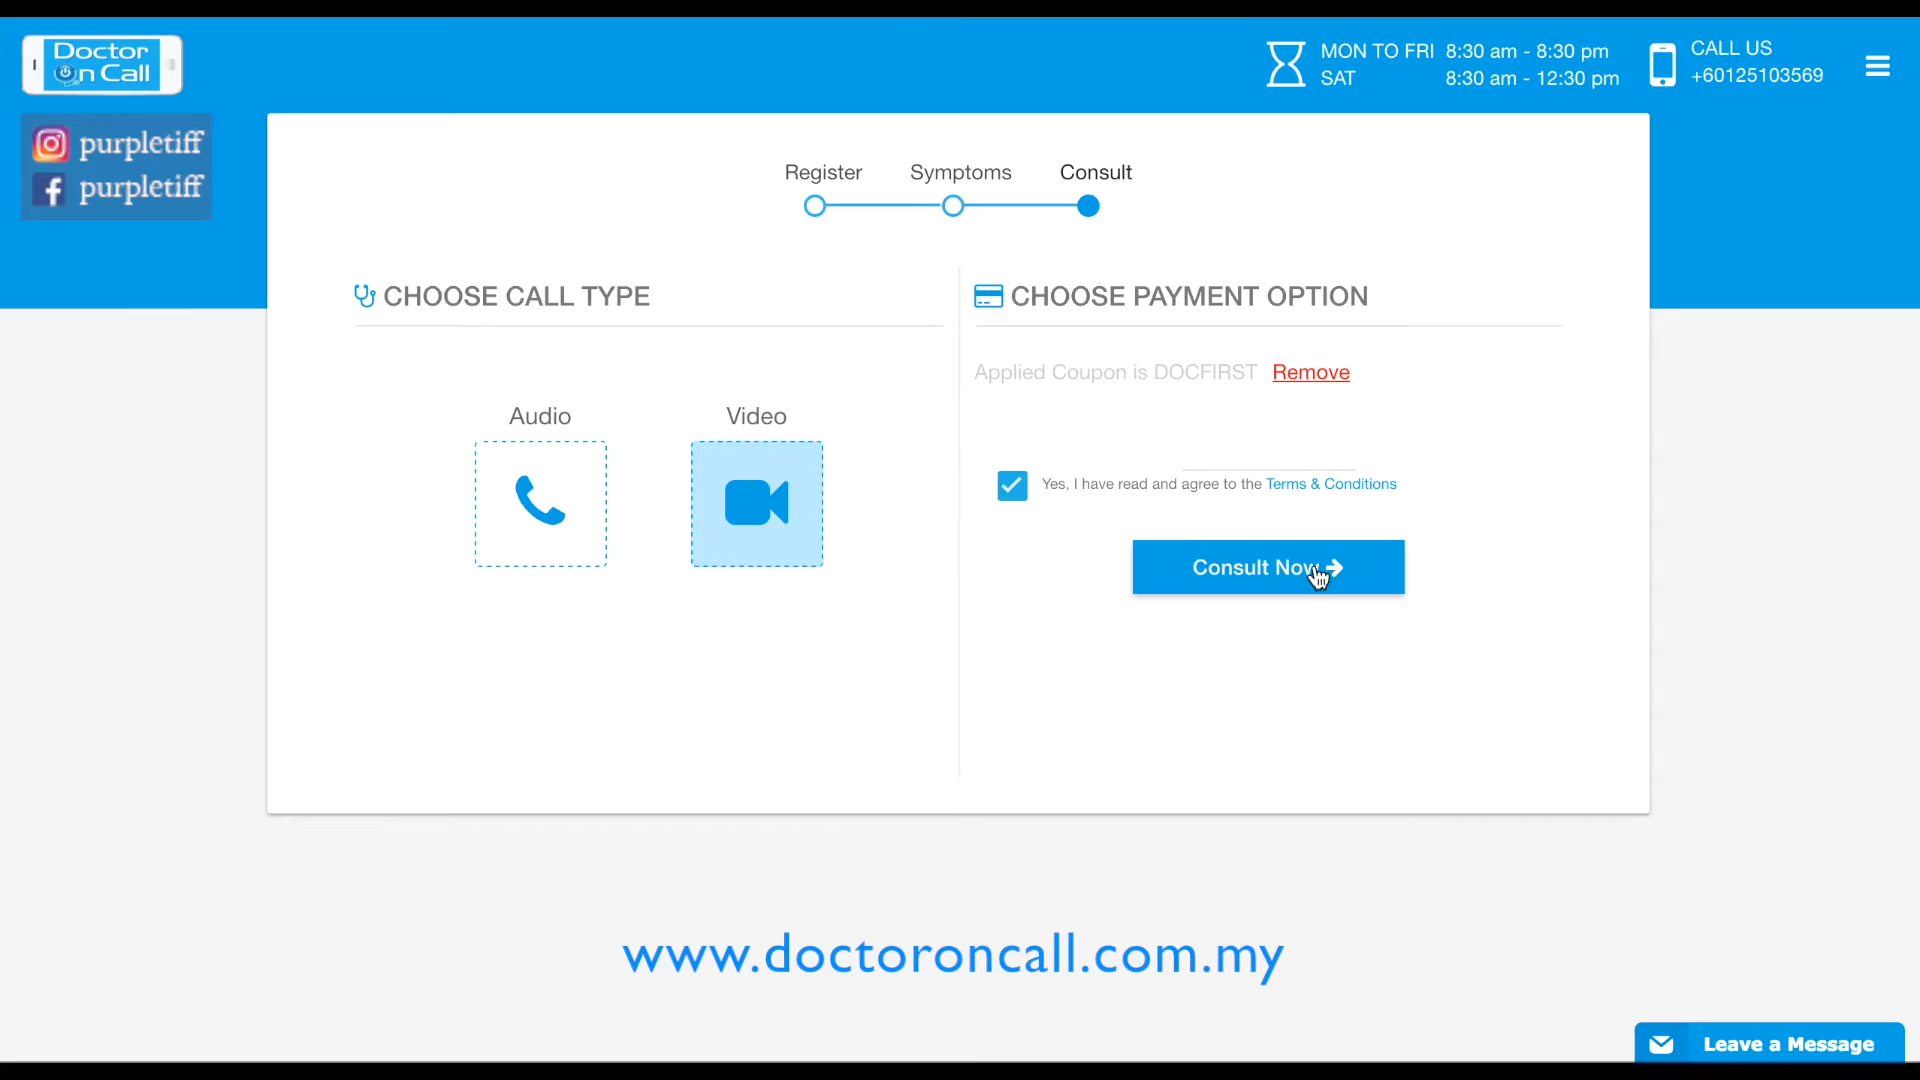 Doctor
On Call
MON TO FRI 8:30 am - 8:30 pm
SAT 8:30 am - 12:30 pm
CALL US
+60125103569
purpletiff
purpletiff
Register Symptoms Consult
CHOOSE CALL TYPE
CHOOSE PAYMENT OPTION
Applied Coupon is DOCFIRST Remove
Audio Video
Yes, I have read and agree to the Terms & Conditions
Consult Now
www.doctoroncall.com.my
Leave a Message